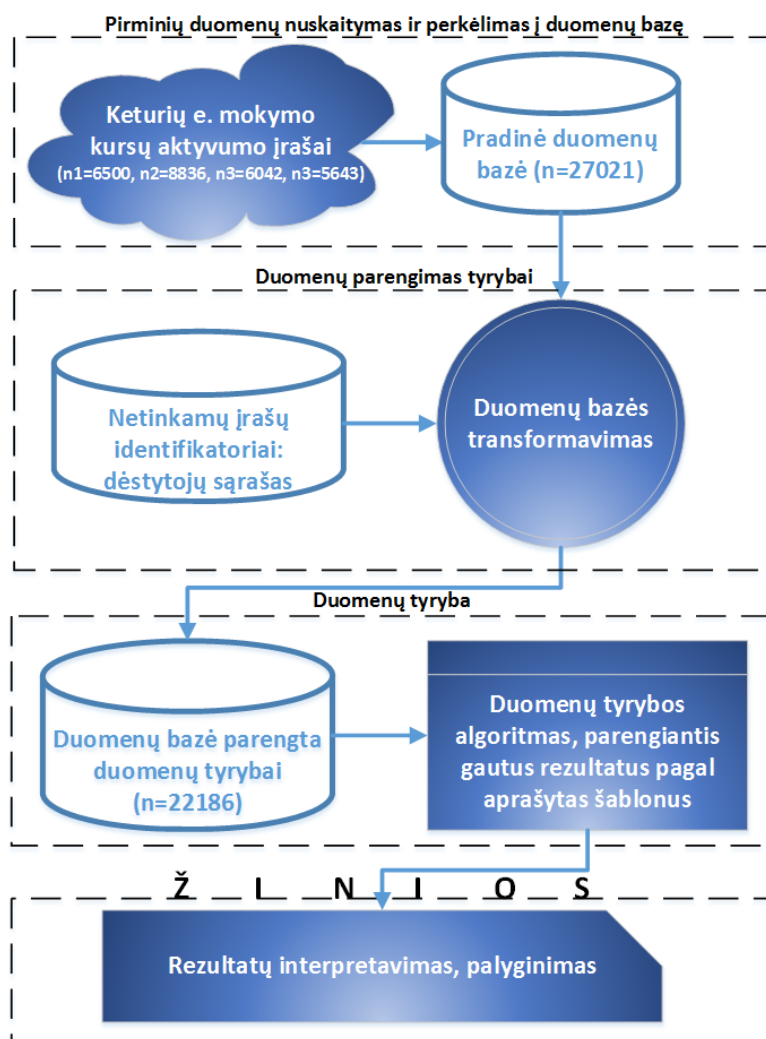 Pirminių duomenų nuskaitymas ir perkėlimas į duomenų bazę
Keturių e. mokymo
kursų aktyvumo įrašai
(n1=6500, n2=8836, n3=6042, n3=5643)
Pradinė duomenų
bazė (n=27021)
Duomenų parengimas tyrybai
Netinkamų įrašų
identifikatoriai:
dėstytojų sąrašas
Duomenų bazės
transformavimas
Duomenų tyryba
Duomenų bazė parengta
duomenų tyrybai
(n=22186)
Duomenų tyrybos
algoritmas, parengiantis
gautus rezultatus pagal
aprašytas šablonus
Ž I N I O S
Rezultatų interpretavimas, palyginimas